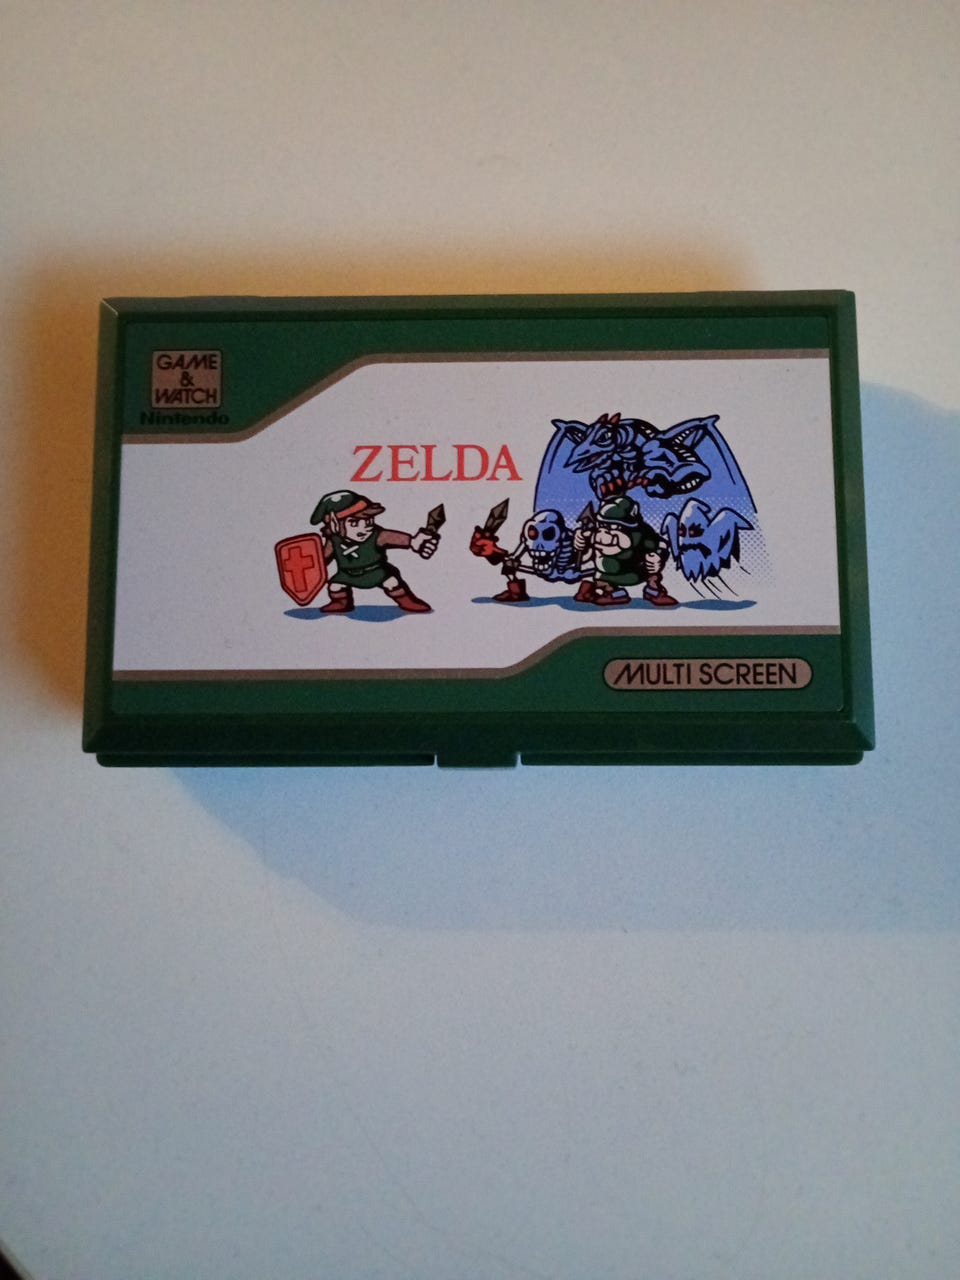 GAME
&
WATCH
Nintendo
ZELDA
MULTI SCREEN